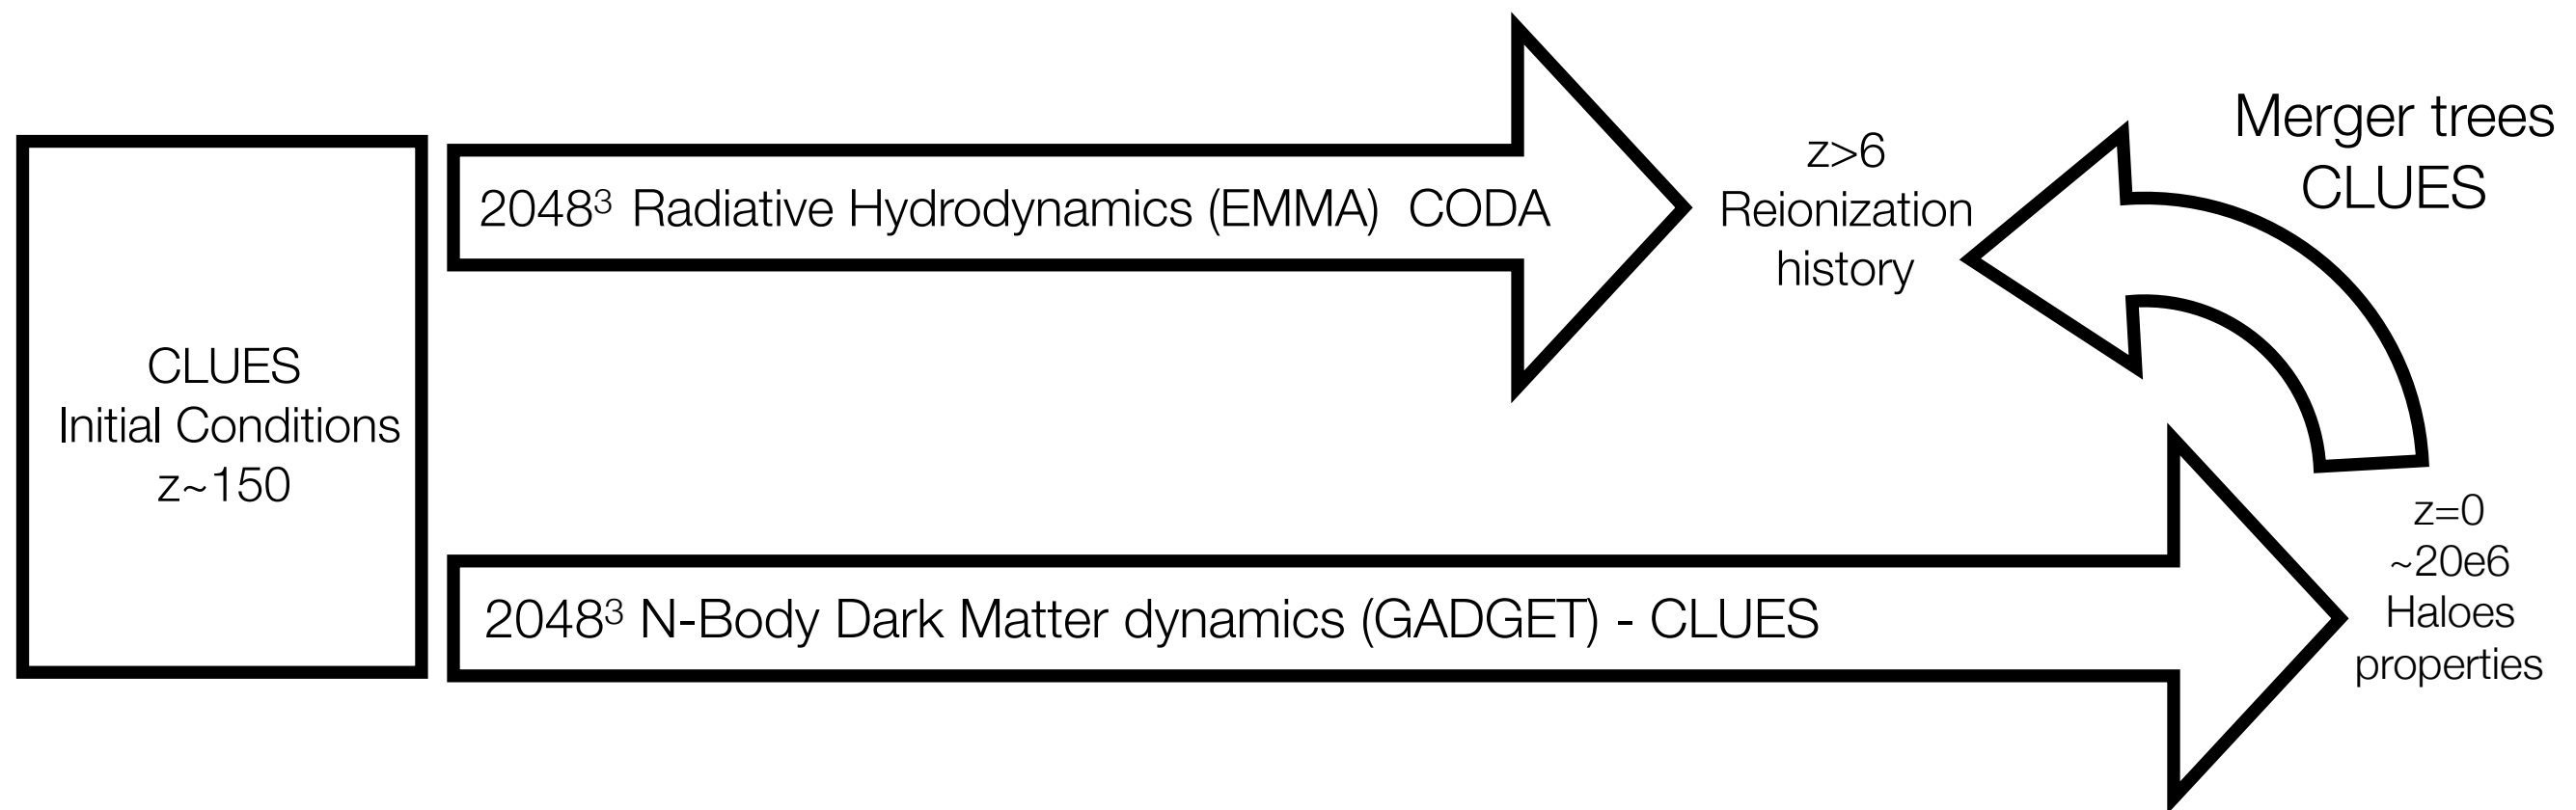 CLUES
Initial Conditions
z~150
2048³ Radiative Hydrodynamics (EMMA) CODA
z>6
Reionization
history
Merger trees
CLUES
2048³ N-Body Dark Matter dynamics (GADGET) - CLUES
z=0
~20e6
Haloes
properties